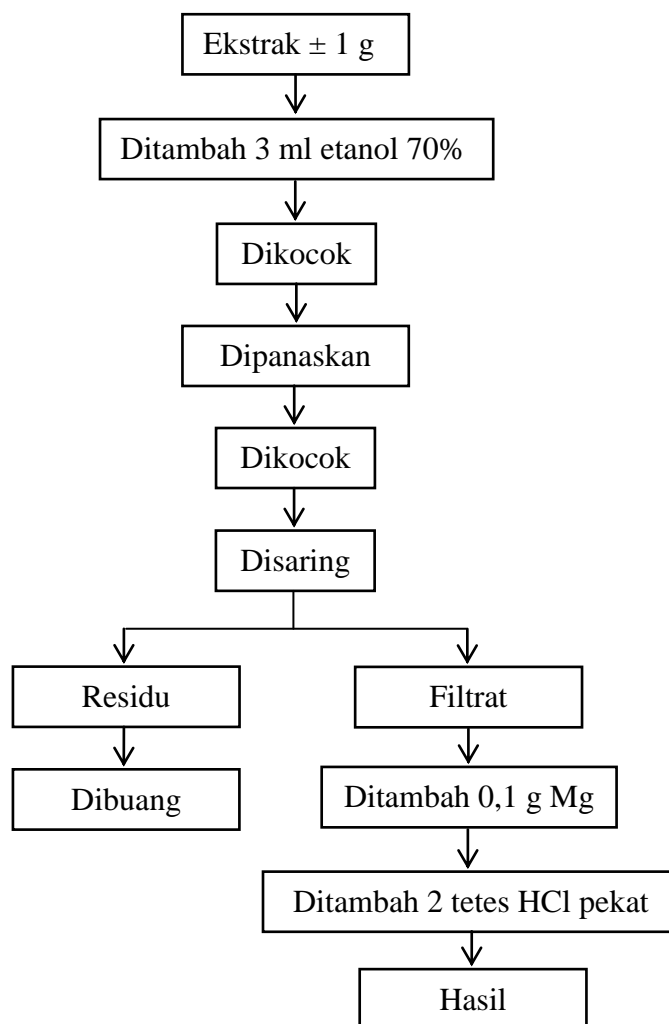 Ekstrak ± 1 g
Ditambah 3 ml etanol 70%
Dikocok
Dipanaskan
Dikocok
Disaring
Residu
Filtrat
Dibuang
Ditambah 0,1 g Mg
Ditambah 2 tetes HCl pekat
Hasil